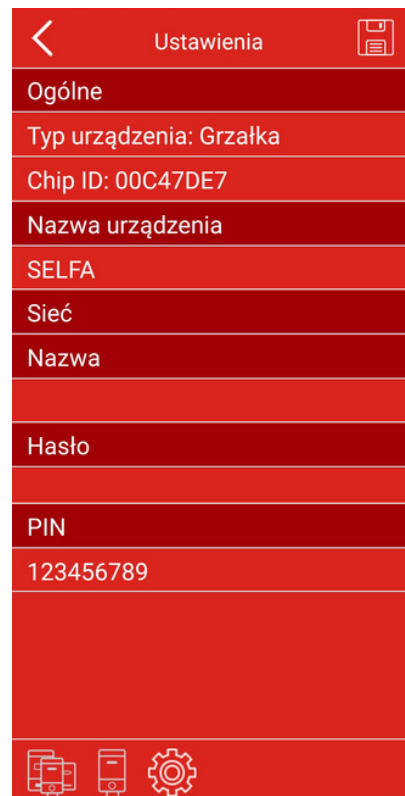 Ustawienia
Ogólne
Typ urządzenia: Grzałka
Chip ID: 00C47DE7
Nazwa urządzenia
SELFA
Sieć
Nazwa
Hasło
PIN
123456789